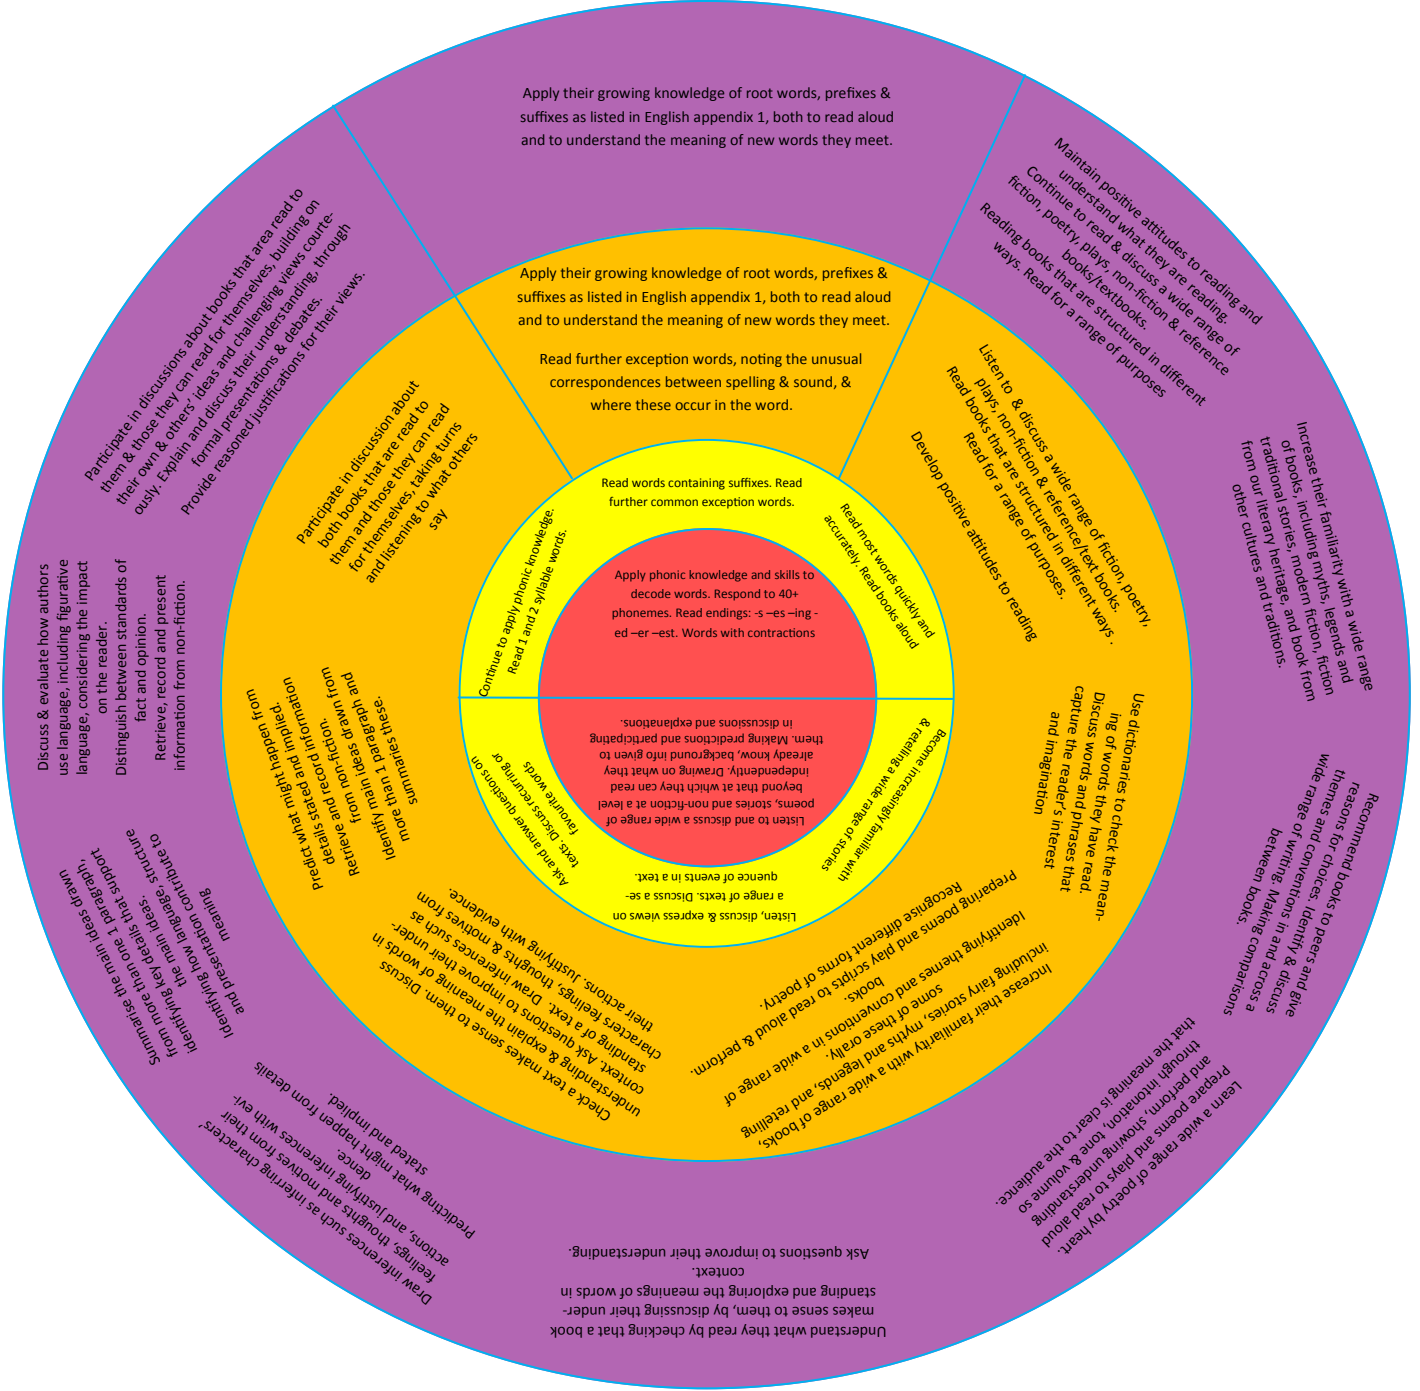 Apply their growing knowledge of root words, prefixes &
suffixes as listed in English appendix 1, both to read aloud
and to understand the meaning of new words they meet.
Maintain positive attitudes to reading and
understand what they are reading.
Continue to read & discuss a wide range of
fiction, poetry, plays, non-fiction & reference
books/textbooks.
Reading books that are structured in different
ways. Read for a range of purposes
Increase their familiarity with a wide range
of books, including myths, legends and
traditional stories, modern fiction, fiction
from our literary heritage, and book from
other cultures and traditions.
Recommend books to peers and give
reasons for choices. Identify & discuss
themes and conventions in and across a
wide range of writing. Making comparisons
between books.
Learn a wide range of poetry by heart.
Prepare poems and plays to read aloud
and perform, showing understanding
through intonation, tone & volume so
that the meaning is clear to the audience.
Understand what they read by checking that a book
makes sense to them, by discussing their under-
standing and exploring the meanings of words in
context.
Ask questions to improve their understanding.
Draw inferences such as inferring characters’
feelings, thoughts and motives from their
actions, and justifying inferences with evi-
dence.
Predicting what might happen from details
stated and implied.
Summarise the main ideas drawn
from more than one 1 paragraph,
identifying key details that support
the main ideas.
Identifying how language, structure
and presentation contribute to
meaning
Discuss & evaluate how authors
use language, including figurative
language, considering the impact
on the reader.
Distinguish between standards of
fact and opinion.
Retrieve, record and present
information from non-fiction.
Participate in discussions about books that area read to
them & those they can read for themselves, building on
their own & others’ ideas and challenging views courte-
ously. Explain and discuss their understanding, through
formal presentations & debates.
Provide reasoned justifications for their views.
Apply their growing knowledge of root words, prefixes &
suffixes as listed in English appendix 1, both to read aloud
and to understand the meaning of new words they meet.
Read further exception words, noting the unusual
correspondences between spelling & sound, &
where these occur in the word.
Listen to & discuss a wide range of fiction, poetry,
plays, non-fiction & reference/text books.
Read books that are structured in different ways .
Read for a range of purposes.
Develop positive attitudes to reading
Use dictionaries to check the mean-
ing of words they have read.
Discuss words and phrases that
capture the reader’s interest
and imagination
Increase their familiarity with a wide range of books,
including fairy stories, myths and legends, and retelling
some of these orally.
Identifying themes and conventions in a wide range of
books.
Preparing poems and play scripts to read aloud & perform.
Recognise different forms of poetry.
Check a text makes sense to them. Discuss
understanding & explain the meaning of words in
context. Ask questions to improve their under-
standing of a text. Draw inferences such as
characters feelings, thoughts & motives from
their actions. Justifying with evidence.
Predict what might happen from
details stated and implied.
Retrieve and record information
from non-fiction.
Identify main ideas drawn from
more than 1 paragraph and
summaries these.
Participate in discussion about
both books that are read to
them and those they can read
for themselves, taking turns
and listening to what others
say
Read words containing suffixes. Read
further common exception words.
Read most words quickly and
accurately. Read books aloud
Become increasingly familiar with
& retelling a wide range of stories
Listen, discuss & express views on
a range of texts. Discuss a se-
quence of events in a text.
Ask and answer questions on
texts. Discuss recurring or
favourite words
Continue to apply phonic knowledge.
Read 1 and 2 syllable words.
Apply phonic knowledge and skills to
decode words. Respond to 40+
phonemes. Read endings: -s –es –ing -
ed –er –est. Words with contractions
Listen to and discuss a wide range of
poems, stories and non-fiction at a level
beyond that at which they can read
independently. Drawing on what they
already know, background info given to
them. Making predictions and participating
in discussions and explanations.